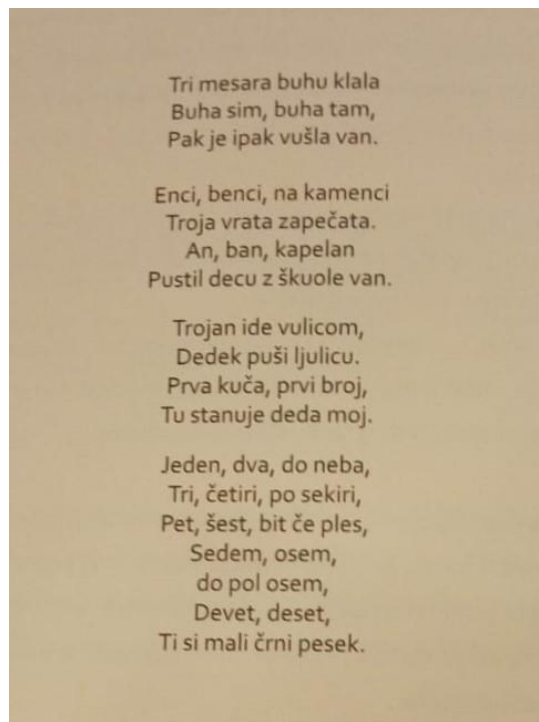 Tri mesara buhu klala
Buha sim, buha tam,
Pak je ipak vušla van.
Enci, benci, na kamenci
Troja vrata zapečata.
An, ban, kapelan
Pustil decu z škuole van.
Trojan ide vulicom,
Dedek puši ljulicu.
Prva kuča, prvi broj,
Tu stanuje deda moj.
Jeden, dva, do neba,
Tri, četiri, po sekiri,
Pet, šest, bit če ples,
Sedem, osem,
do pol osem,
Devet, deset,
Ti si mali črni pesek.